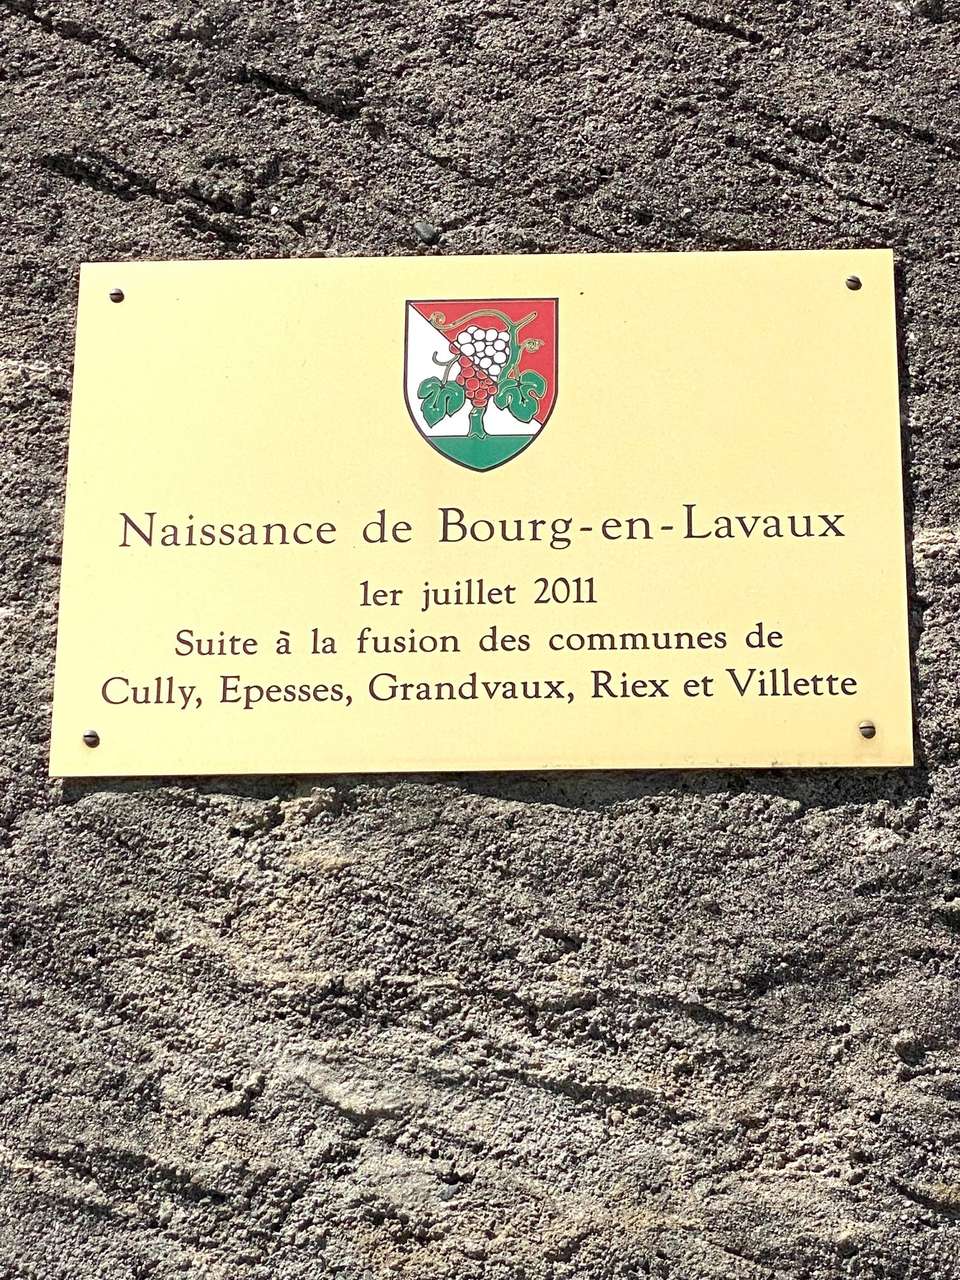 Naissance de Bourg-en-Lavaux
1er juillet 2011
Suite à la fusion des communes de
Cully, Epesses, Grandvaux, Riex et Villette